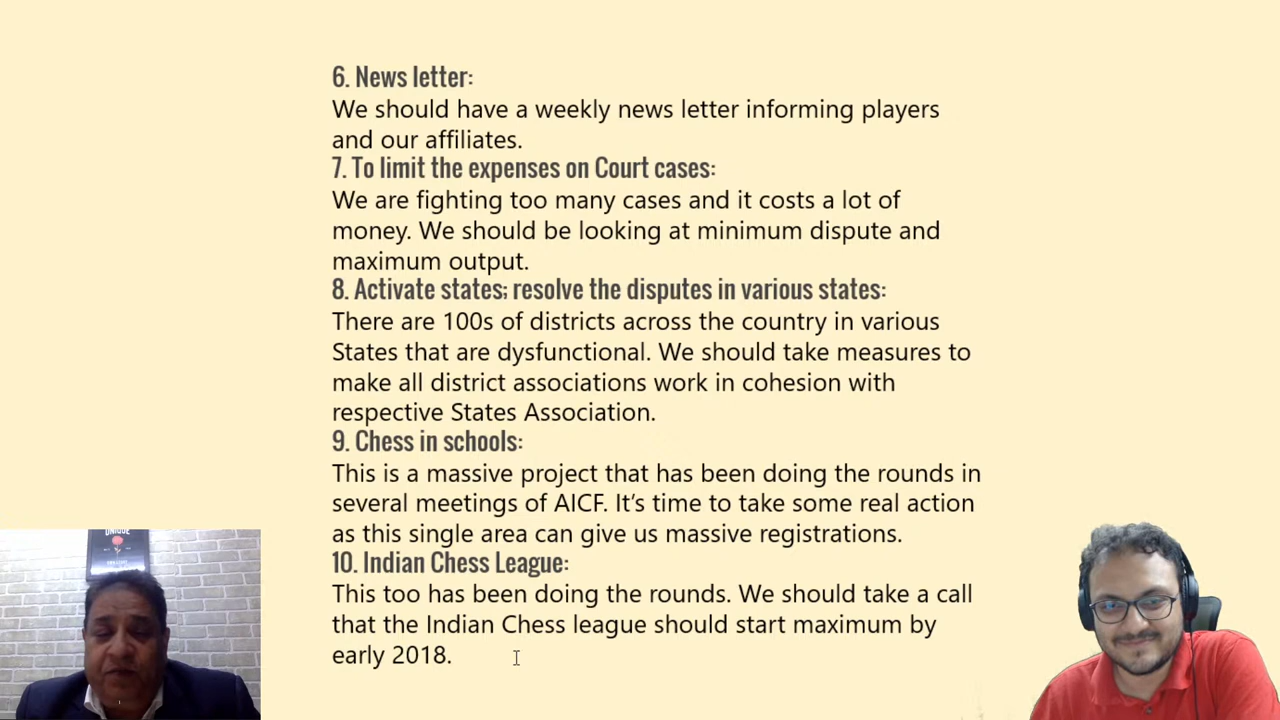 6. News letter:
We should have a weekly news letter informing players
and our affiliates.
7. To limit the expenses on Court cases:
We are fighting too many cases and it costs a lot of
money. We should be looking at minimum dispute and
maximum output.
8. Activate states; resolve the disputes in various states:
There are 100s of districts across the country in various
States that are dysfunctional. We should take measures to
make all district associations work in cohesion with
respective States Association.
9. Chess in schools:
This is a massive project that has been doing the rounds in
several meetings of AICF. It’s time to take some real action
as this single area can give us massive registrations.
10. Indian Chess League:
This too has been doing the rounds. We should take a call
that the Indian Chess league should start maximum by
early 2018.
UNIQUE